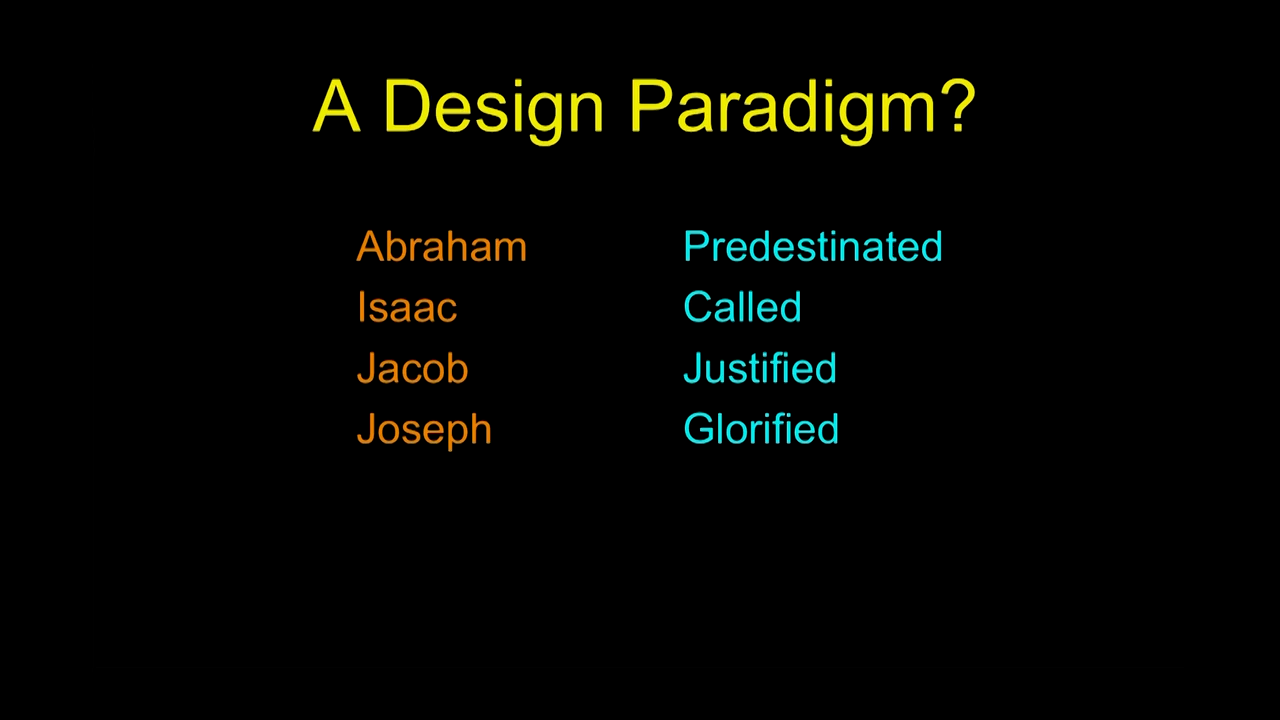 A Design Paradigm?
Abraham Predestinated
Isaac Called
Jacob Justified
Joseph Glorified